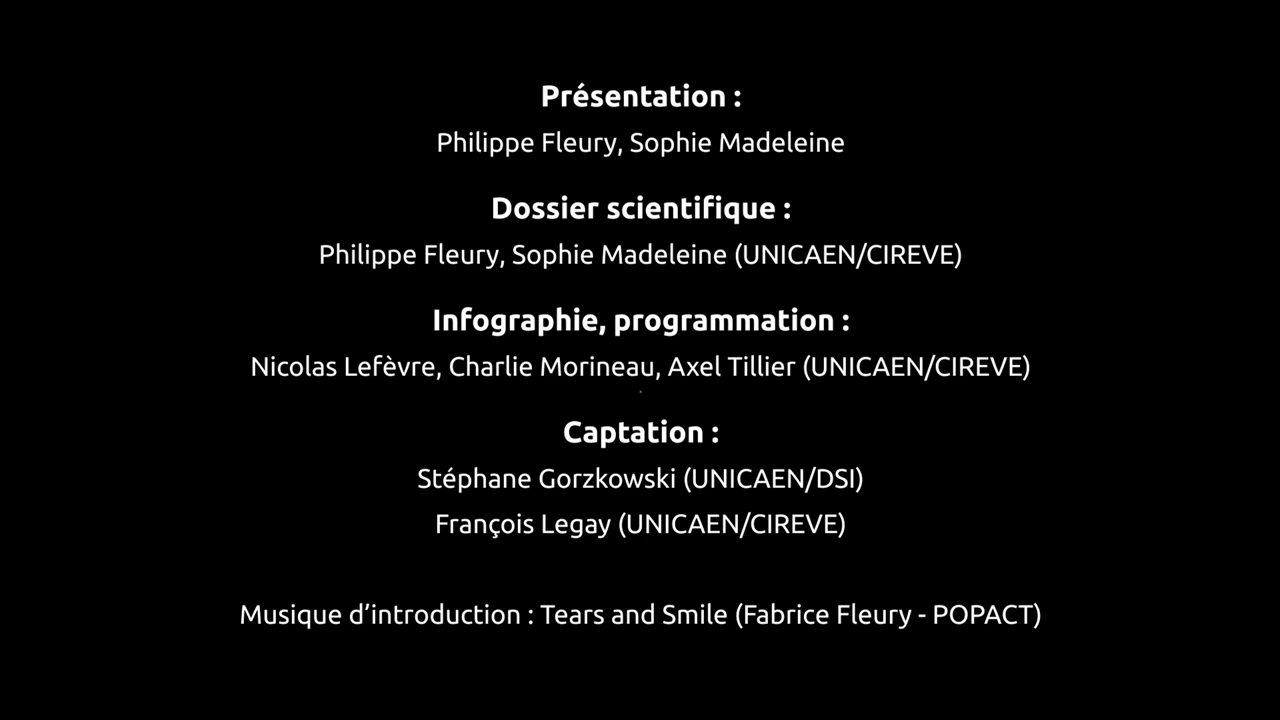 Présentation :
Philippe Fleury, Sophie Madeleine
Dossier scientifique :
Philippe Fleury, Sophie Madeleine (UNICAEN/CIREVE)
Infographie, programmation :
Nicolas Lefèvre, Charlie Morineau, Axel Tillier (UNICAEN/CIREVE)
Captation :
Stéphane Gorzkowski (UNICAEN/DSI)
François Legay (UNICAEN/CIREVE)
Musique d’introduction : Tears and Smile (Fabrice Fleury - POPACT)